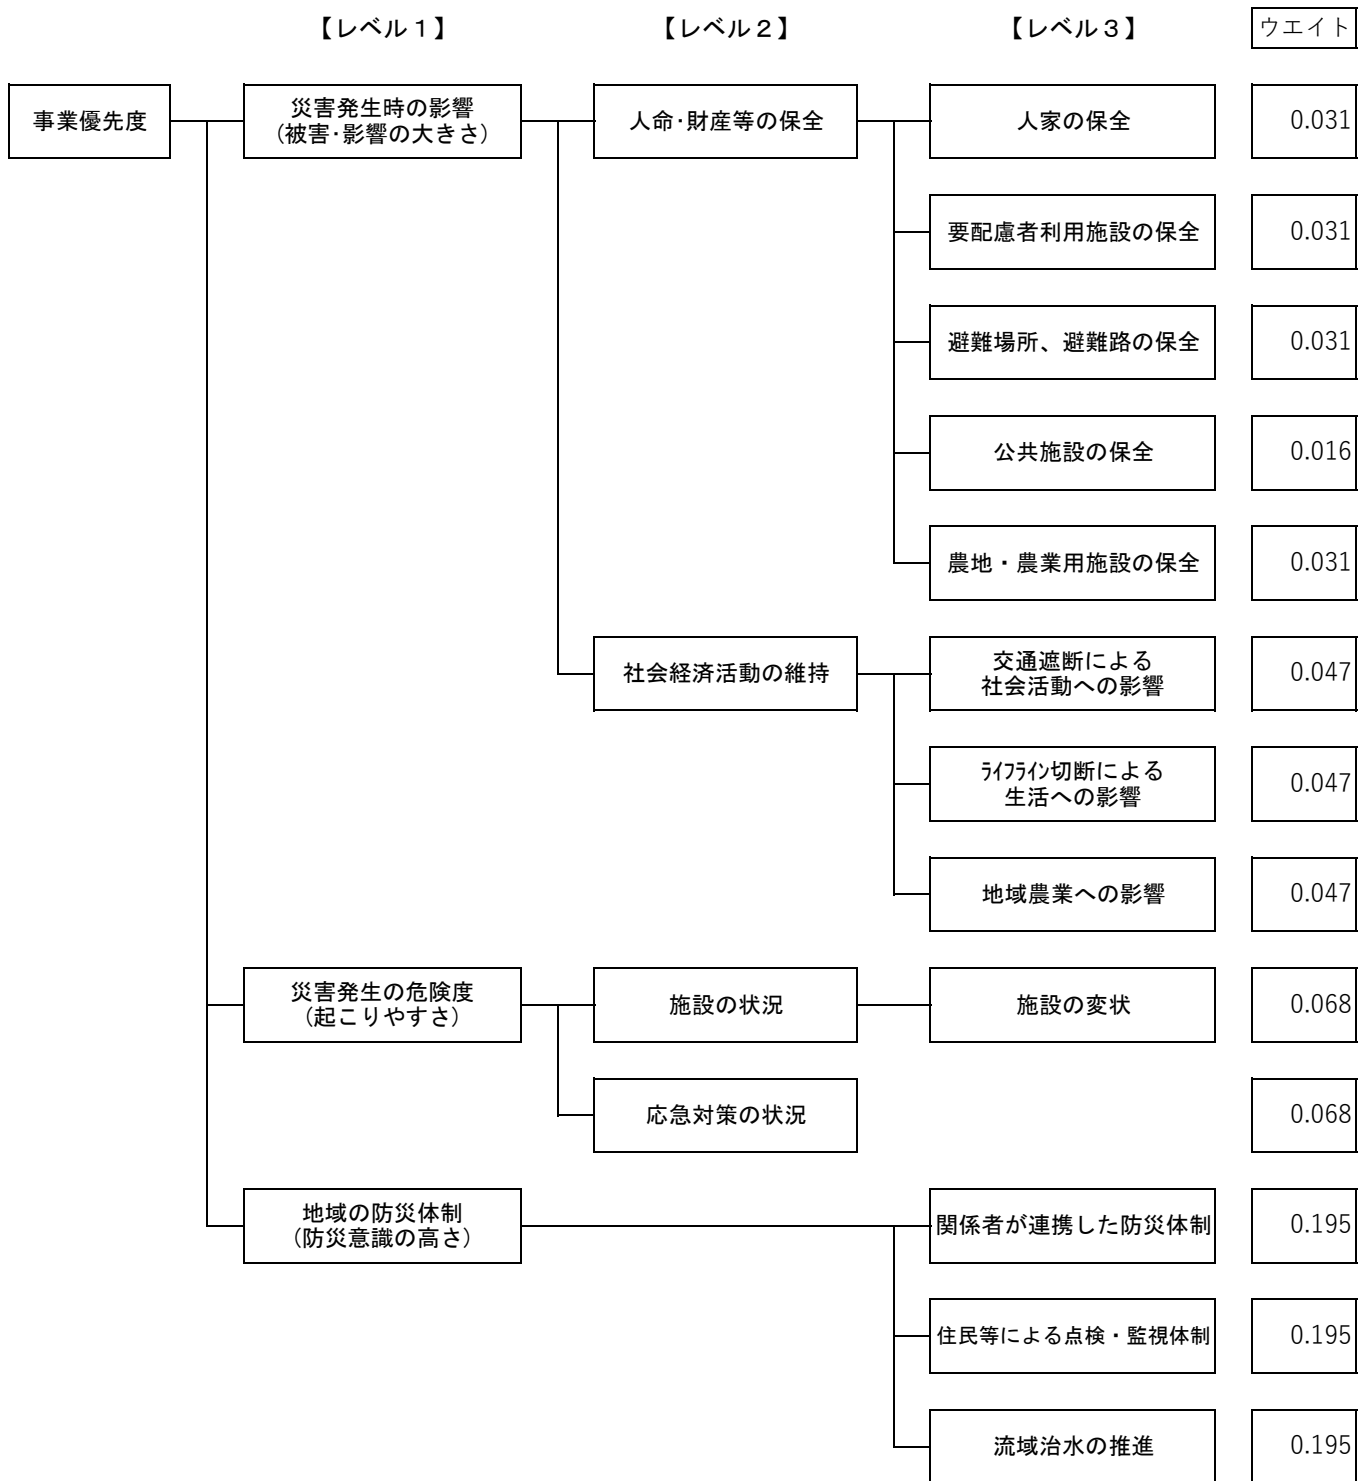 【レベル１】
【レベル２】
【レベル３】
ウエイト
事業優先度
災害発生時の影響
(被害･影響の大きさ)
人命･財産等の保全
人家の保全
0.031
要配慮者利用施設の保全
0.031
避難場所、避難路の保全
0.031
公共施設の保全
0.016
農地・農業用施設の保全
0.031
社会経済活動の維持
交通遮断による
社会活動への影響
0.047
ﾗｲﾌﾗｲﾝ切断による
生活への影響
0.047
地域農業への影響
0.047
災害発生の危険度
(起こりやすさ)
施設の状況
施設の変状
0.068
応急対策の状況
0.068
地域の防災体制
(防災意識の高さ)
関係者が連携した防災体制
0.195
住民等による点検・監視体制
0.195
流域治水の推進
0.195